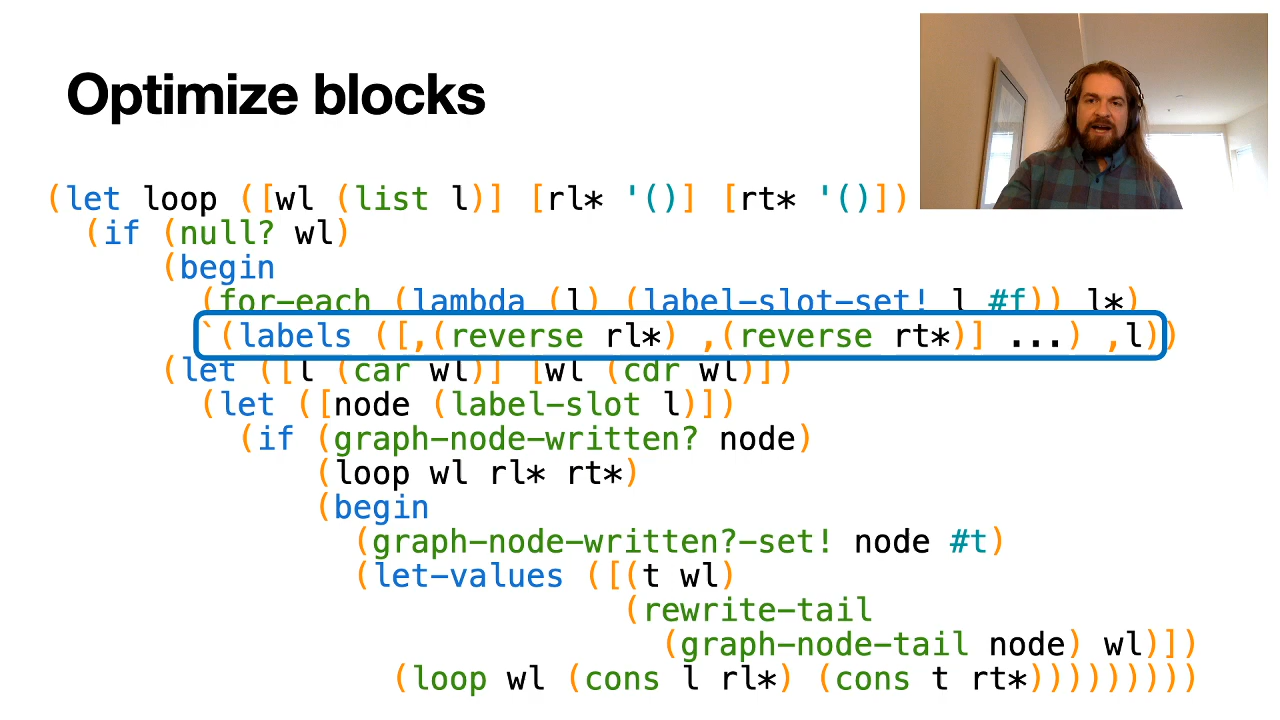 Optimize blocks
(let loop ([wl (list l)] [rl* '()] [rt* '()])
(if (null? wl)
(begin
(for-each (lambda (l) (label-slot-set! l #f)) l*)
`(labels ([,(reverse rl*) ,(reverse rt*)] ...) ,l))
(let ([l (car wl)] [wl (cdr wl)])
(let ([node (label-slot l)])
(if (graph-node-written? node)
(loop wl rl* rt*)
(begin
(graph-node-written?-set! node #t)
(let-values ([(t wl)
(rewrite-tail
(graph-node-tail node) wl)])
(loop wl (cons l rl*) (cons t rt*)))))))))